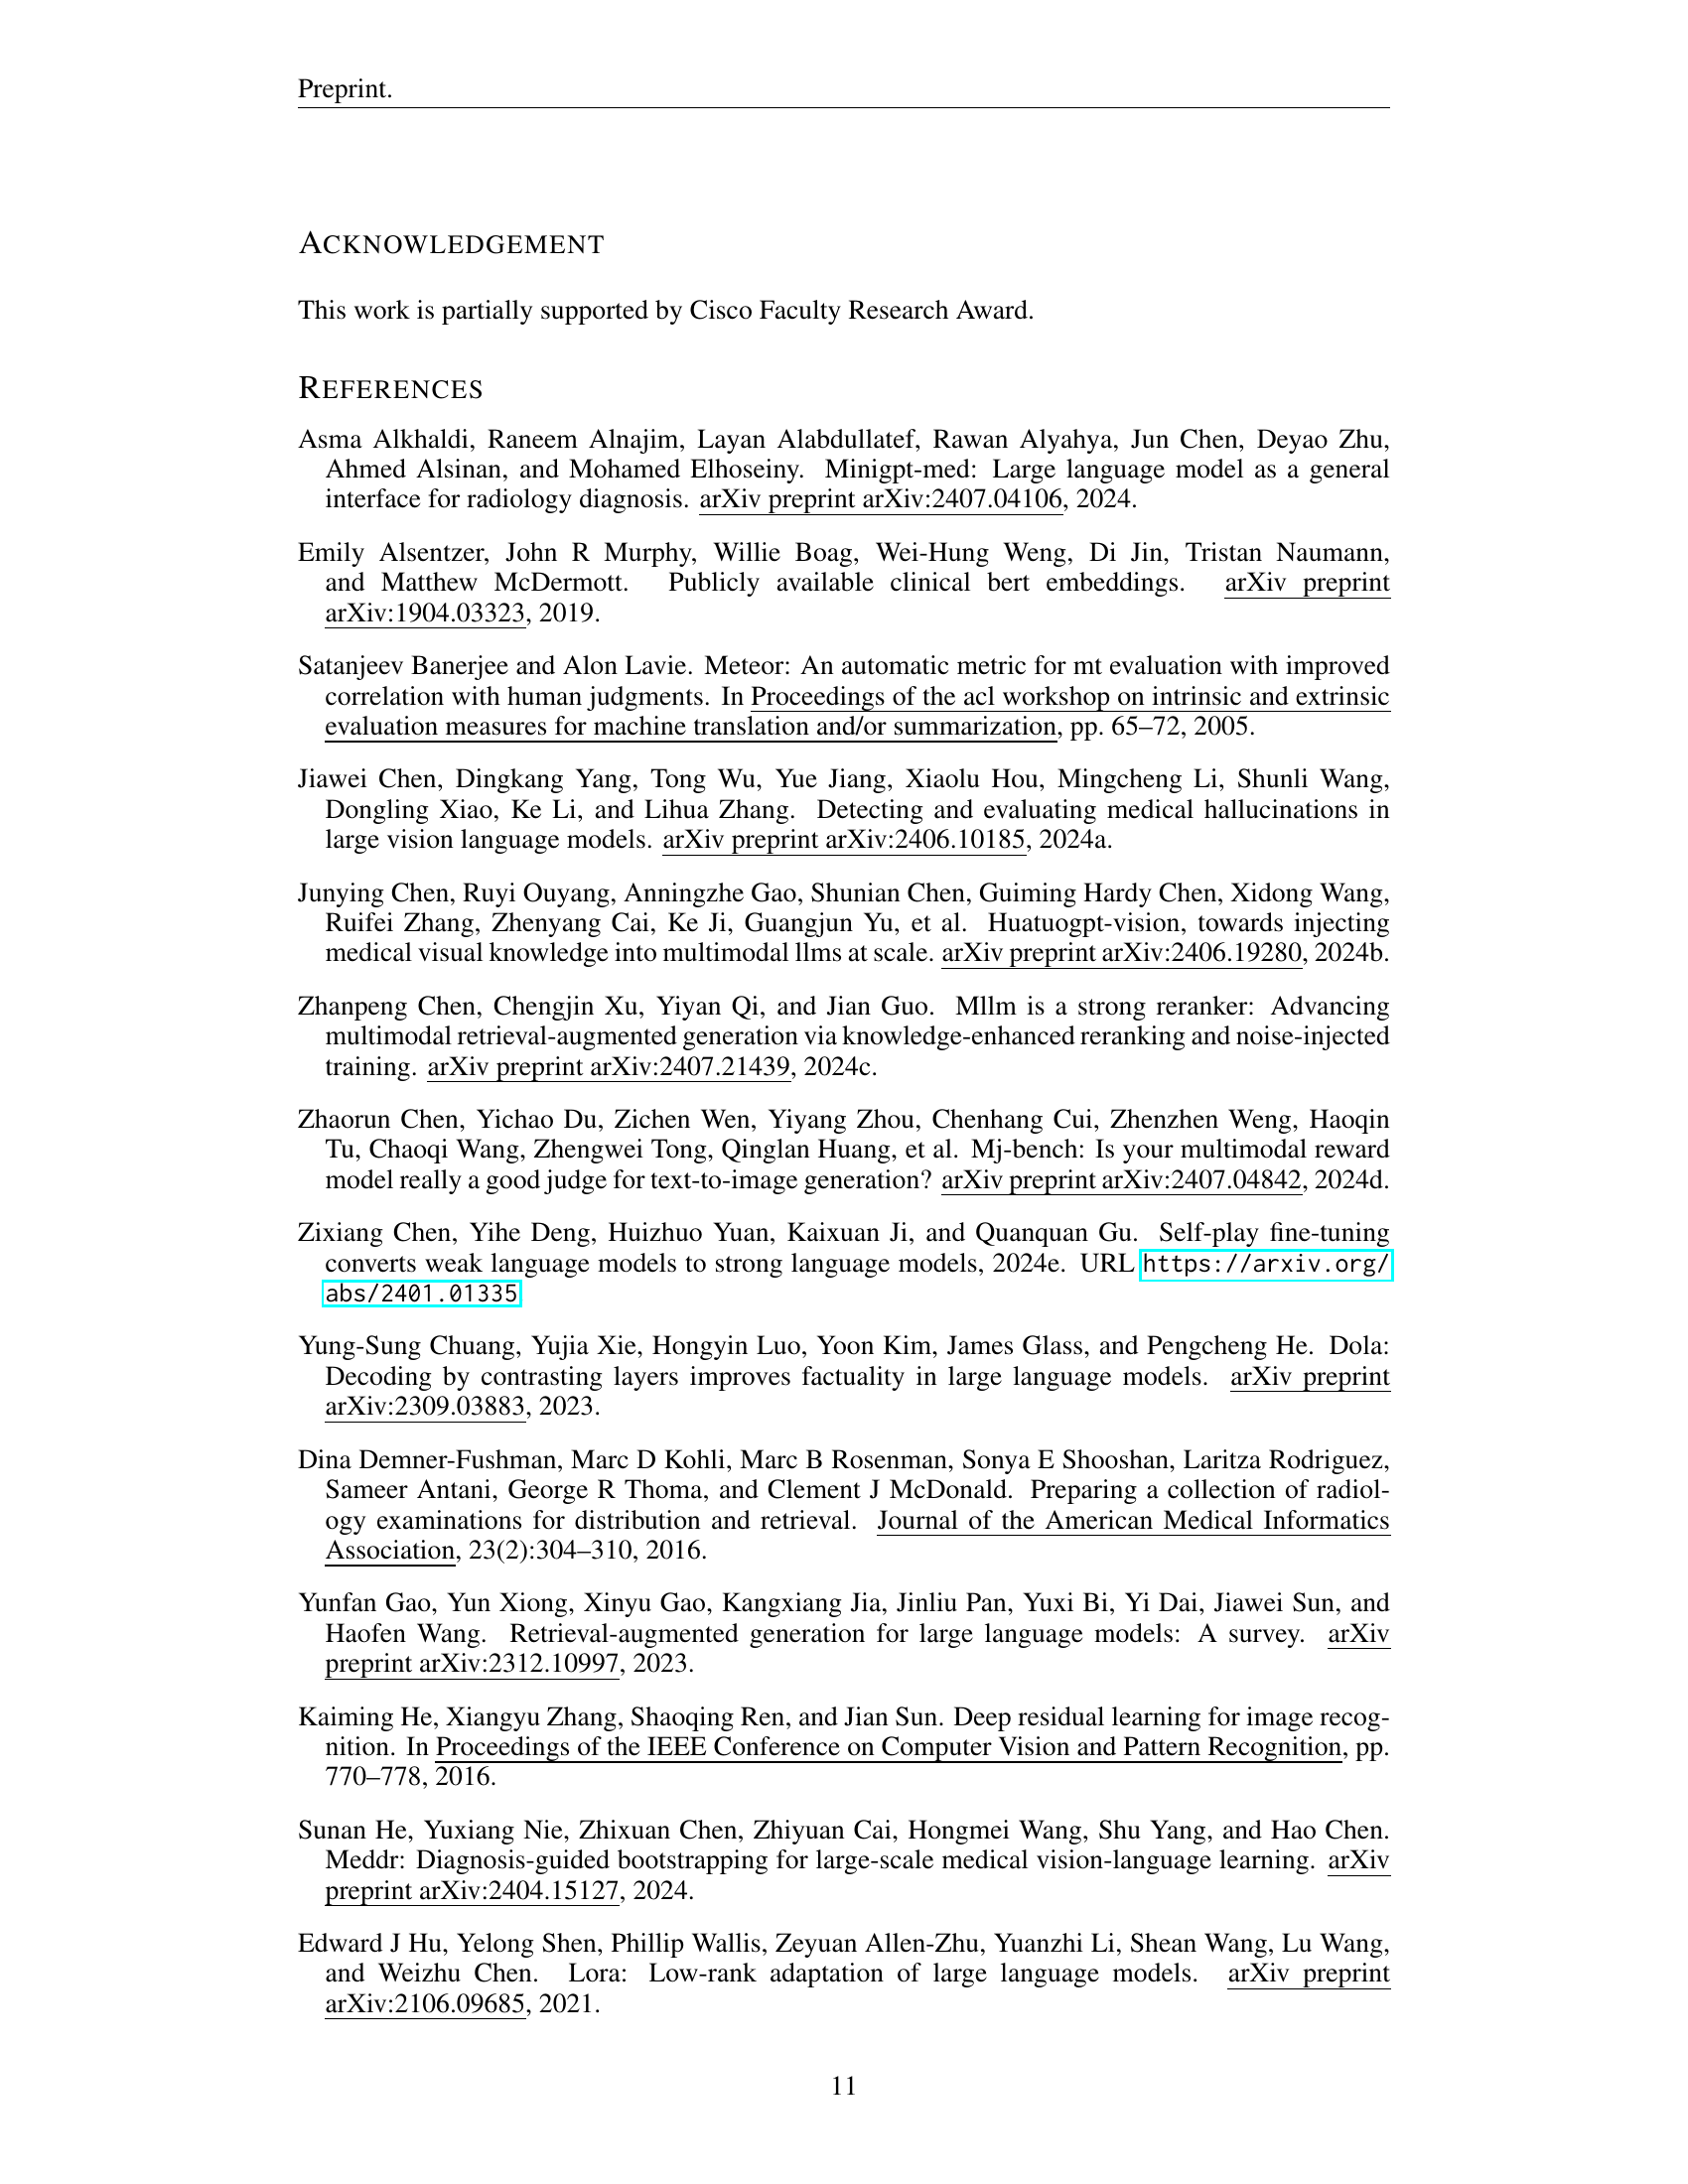 Preprint.
ACKNOWLEDGEMENT
This work is partially supported by Cisco Faculty Research Award.
REFERENCES
Asma Alkhaldi, Raneem Alnajim, Layan Alabdullatef, Rawan Alyahya, Jun Chen, Deyao Zhu,
Ahmed Alsinan, and Mohamed Elhoseiny. Minigpt-med: Large language model as a general
interface for radiology diagnosis. arXiv preprint arXiv:2407.04106, 2024.
Emily Alsentzer, John R Murphy, Willie Boag, Wei-Hung Weng, Di Jin, Tristan Naumann,
and Matthew McDermott. Publicly available clinical bert embeddings. arXiv preprint
arXiv:1904.03323, 2019.
Satanjeev Banerjee and Alon Lavie. Meteor: An automatic metric for mt evaluation with improved
correlation with human judgments. In Proceedings of the acl workshop on intrinsic and extrinsic
evaluation measures for machine translation and/or summarization, pp. 65–72, 2005.
Jiawei Chen, Dingkang Yang, Tong Wu, Yue Jiang, Xiaolu Hou, Mingcheng Li, Shunli Wang,
Dongling Xiao, Ke Li, and Lihua Zhang. Detecting and evaluating medical hallucinations in
large vision language models. arXiv preprint arXiv:2406.10185, 2024a.
Junying Chen, Ruyi Ouyang, Anningzhe Gao, Shunian Chen, Guiming Hardy Chen, Xidong Wang,
Ruifei Zhang, Zhenyang Cai, Ke Ji, Guangjun Yu, et al. Huatuogpt-vision, towards injecting
medical visual knowledge into multimodal llms at scale. arXiv preprint arXiv:2406.19280, 2024b.
Zhanpeng Chen, Chengjin Xu, Yiyan Qi, and Jian Guo. Mllm is a strong reranker: Advancing
multimodal retrieval-augmented generation via knowledge-enhanced reranking and noise-injected
training. arXiv preprint arXiv:2407.21439, 2024c.
Zhaorun Chen, Yichao Du, Zichen Wen, Yiyang Zhou, Chenhang Cui, Zhenzhen Weng, Haoqin
Tu, Chaoqi Wang, Zhengwei Tong, Qinglan Huang, et al. Mj-bench: Is your multimodal reward
model really a good judge for text-to-image generation? arXiv preprint arXiv:2407.04842, 2024d.
Zixiang Chen, Yihe Deng, Huizhuo Yuan, Kaixuan Ji, and Quanquan Gu. Self-play fine-tuning
converts weak language models to strong language models, 2024e. URL https://arxiv.org/
abs/2401.01335
Yung-Sung Chuang, Yujia Xie, Hongyin Luo, Yoon Kim, James Glass, and Pengcheng He. Dola:
Decoding by contrasting layers improves factuality in large language models. arXiv preprint
arXiv:2309.03883, 2023.
Dina Demner-Fushman, Marc D Kohli, Marc B Rosenman, Sonya E Shooshan, Laritza Rodriguez,
Sameer Antani, George R Thoma, and Clement J McDonald. Preparing a collection of radiol-
ogy examinations for distribution and retrieval. Journal of the American Medical Informatics
Association, 23(2):304–310, 2016.
Yunfan Gao, Yun Xiong, Xinyu Gao, Kangxiang Jia, Jinliu Pan, Yuxi Bi, Yi Dai, Jiawei Sun, and
Haofen Wang. Retrieval-augmented generation for large language models: A survey. arXiv
preprint arXiv:2312.10997, 2023.
Kaiming He, Xiangyu Zhang, Shaoqing Ren, and Jian Sun. Deep residual learning for image recog-
nition. In Proceedings of the IEEE Conference on Computer Vision and Pattern Recognition, pp.
770–778, 2016.
Sunan He, Yuxiang Nie, Zhixuan Chen, Zhiyuan Cai, Hongmei Wang, Shu Yang, and Hao Chen.
Meddr: Diagnosis-guided bootstrapping for large-scale medical vision-language learning. arXiv
preprint arXiv:2404.15127, 2024.
Edward J Hu, Yelong Shen, Phillip Wallis, Zeyuan Allen-Zhu, Yuanzhi Li, Shean Wang, Lu Wang,
and Weizhu Chen. Lora: Low-rank adaptation of large language models. arXiv preprint
arXiv:2106.09685, 2021.
11